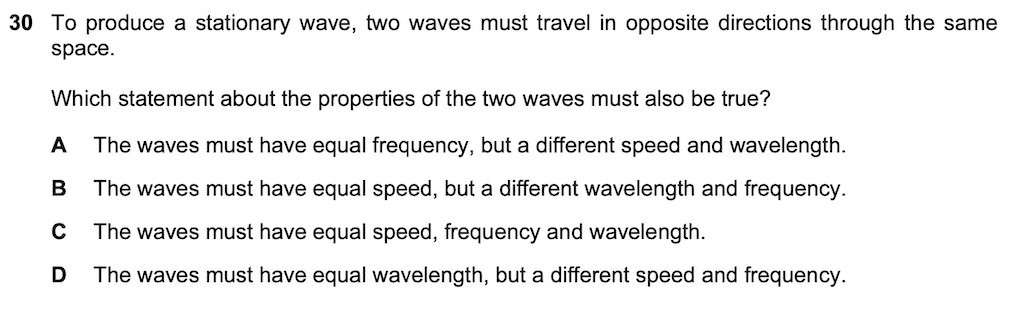 30 To produce a stationary wave, two waves must travel in opposite directions through the same
space.
Which statement about the properties of the two waves must also be true?
A The waves must have equal frequency, but a different speed and wavelength.
B The waves must have equal speed, but a different wavelength and frequency.
C The waves must have equal speed, frequency and wavelength.
D The waves must have equal wavelength, but a different speed and frequency.